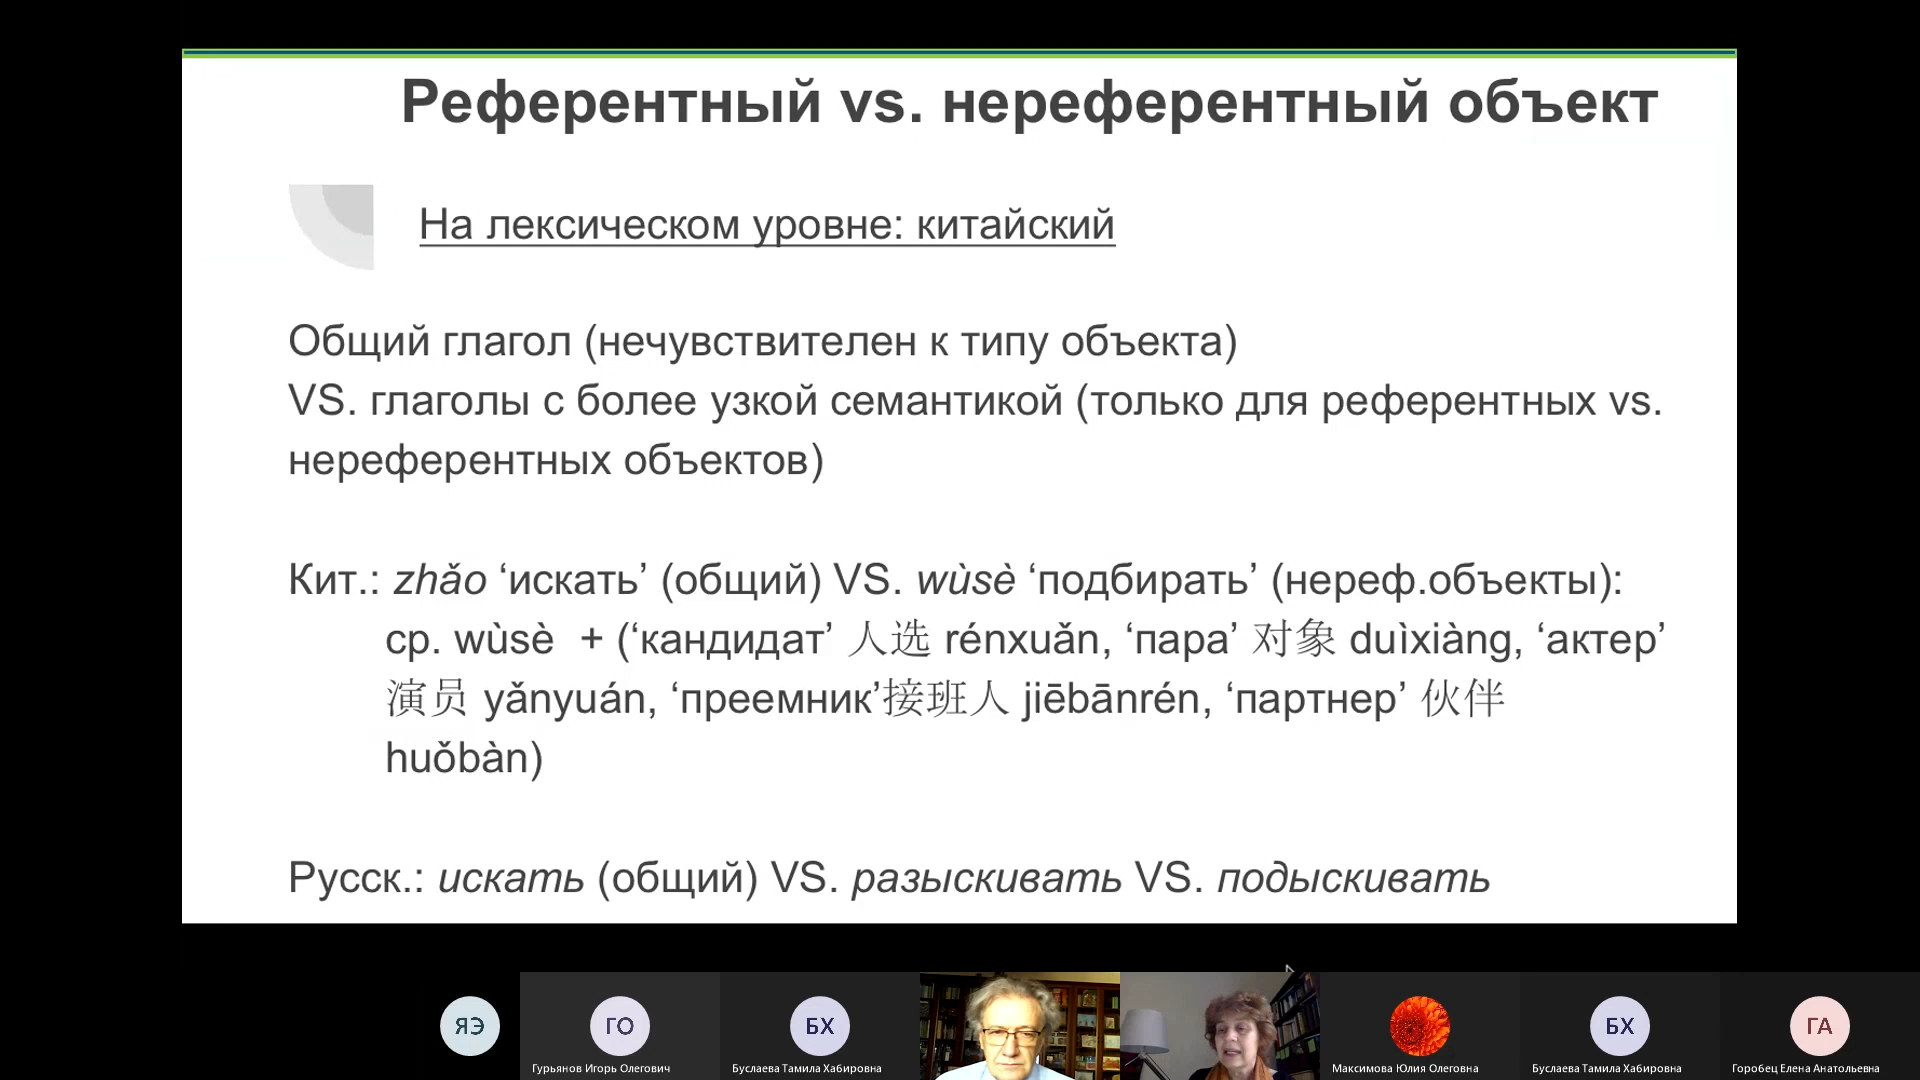 Референтный vs. нереферентный объект
На лексическом уровне: китайский
Общий глагол (нечувствителен к типу объекта)
VS. глаголы с более узкой семантикой (только для референтных vs.
нереферентных объектов)
Кит.: zhǎo ‘искать’ (общий) VS. wùsè ‘подбирать’ (нереф.объекты):
ср. wùsè + (‘кандидат’ 人选 rénxuǎn, ‘пара’ 对象 duìxiàng, ‘актер’
演员 yǎnyuán, ‘преемник’接班人 jiēbānrén, ‘партнер’ 伙伴
huǒbàn)
Русск.: искать (общий) VS. разыскивать VS. подыскивать
ЯЭ
ГО
БХ
БХ
ГА
Гурьянов Игорь Олегович
Буслаева Тамила Хабировна
Максимова Юлия Олеговна
Буслаева Тамила Хабировна
Горобец Елена Анатольевна